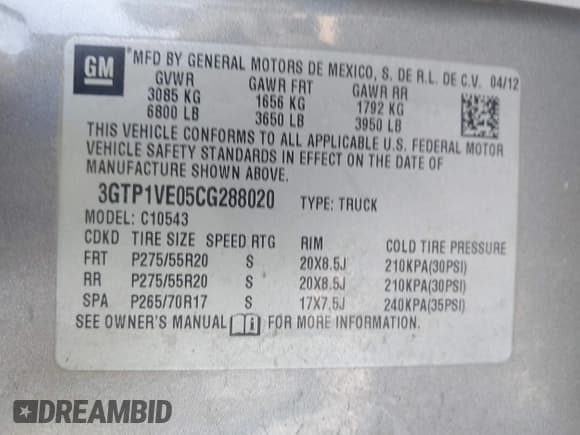 GM
*MFD BY GENERAL MOTORS DE MEXICO, S. DE R.L. DE C.V. 04/12
GVWR GAWR FRT GAWR RR
3085 KG 1656 KG 1792 KG
6800 LB 3650 LB 3950 LB
THIS VEHICLE CONFORMS TO ALL APPLICABLE U.S. FEDERAL MOTOR
VEHICLE SAFETY STANDARDS IN EFFECT ON THE DATE OF
MANUFACTURE SHOWN ABOVE.
3GTP1VE05CG288020 TYPE: TRUCK
MODEL: C10543
CDKD TIRE SIZE SPEED RTG RIM COLD TIRE PRESSURE
FRT P275/55R20 S 20X8.5J 210KPA(30PSI)
RR P275/55R20 S 20X8.5J 210KPA(30PSI)
SPA P265/70R17 S 17X7.5J 240KPA(35PSI)
SEE OWNER'S MANUAL FOR MORE INFORMATION.
DREAMBID